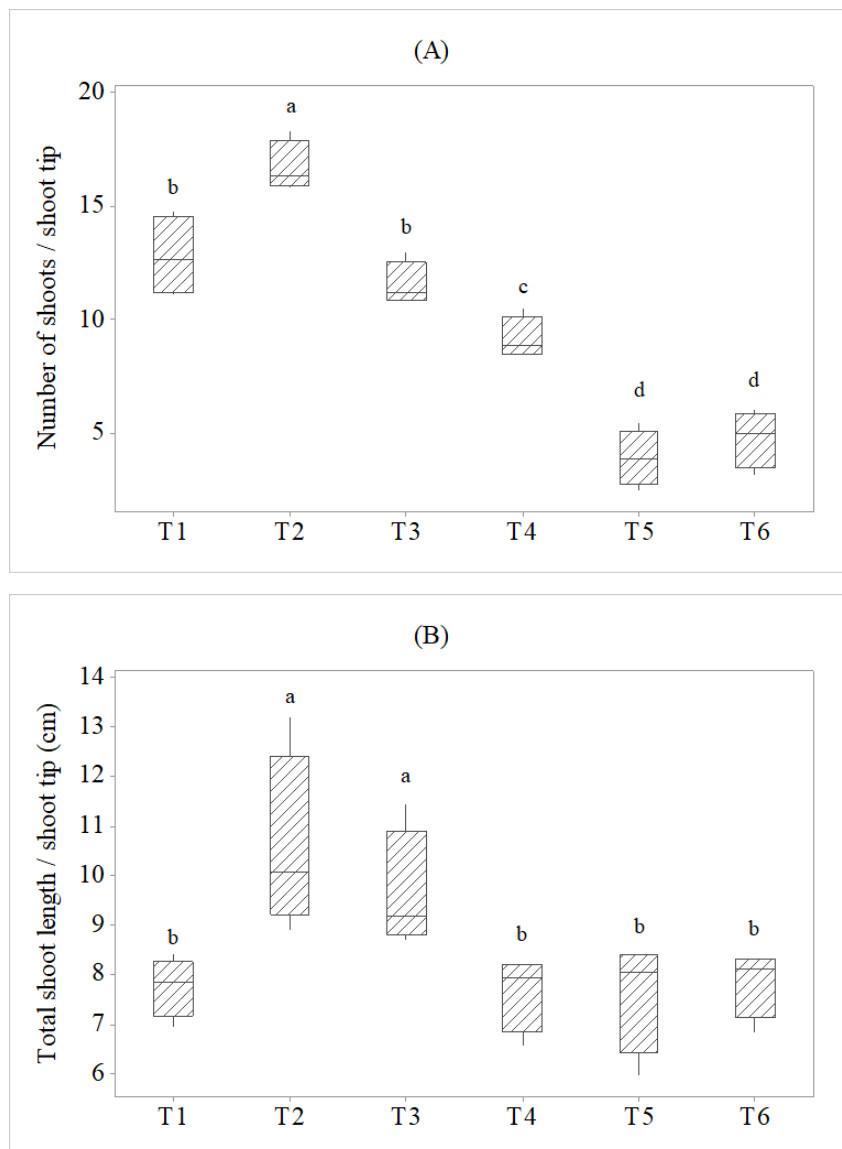 (A)
Number of shoots / shoot tip
20
15
10
5
b
a
b
c
d
d
T1 T2 T3 T4 T5 T6
(B)
Total shoot length / shoot tip (cm)
14
13
12
11
10
9
8
7
6
b
a
a
b
b
b
T1 T2 T3 T4 T5 T6